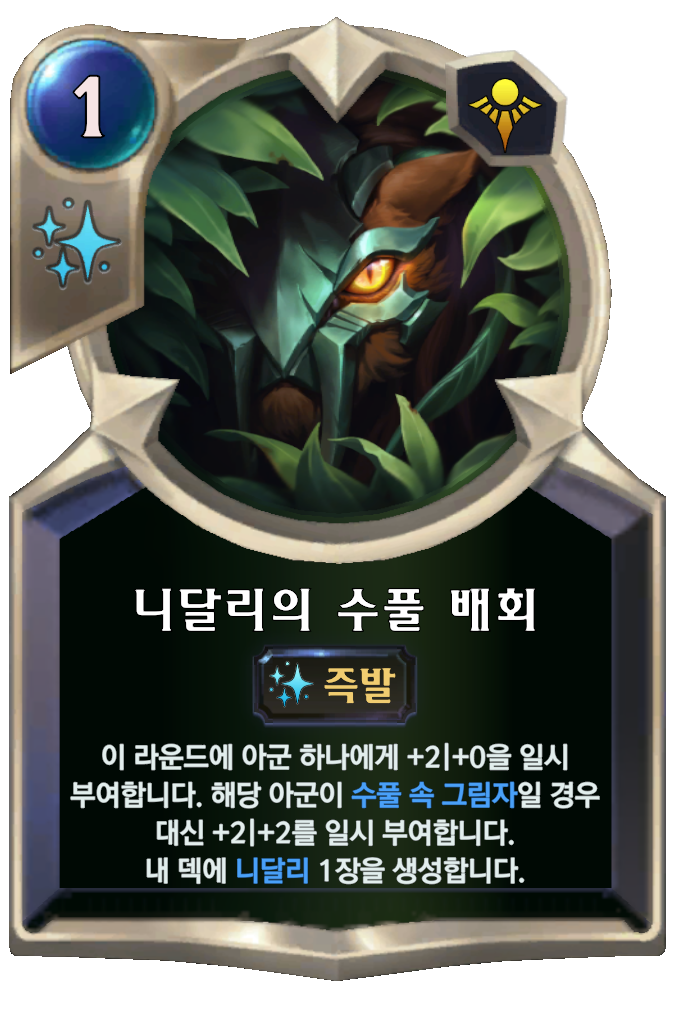 1
니달리의 수풀 배회
즉발
이 라운드에 아군 하나에게 +2|+0을 일시
부여합니다. 해당 아군이 수풀 속 그림자일 경우
대신 +2|+2를 일시 부여합니다.
내 덱에 니달리 1장을 생성합니다.